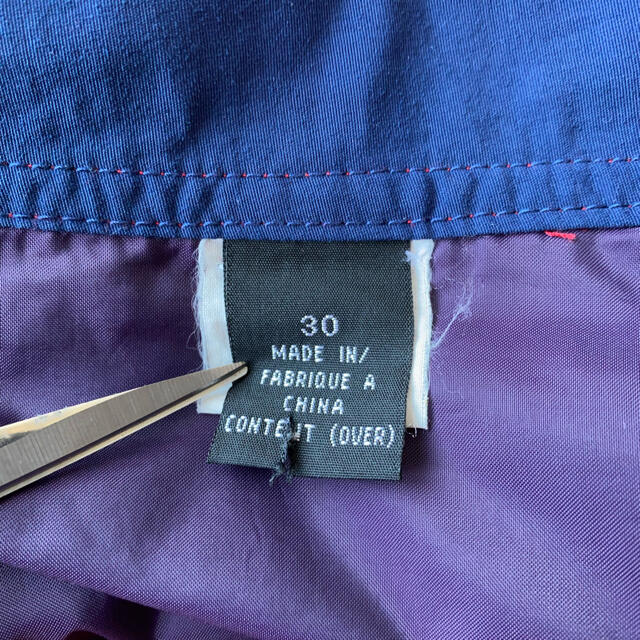 30
MADE IN/
FABRIQUE A
CHINA
CONTENT (OVER)